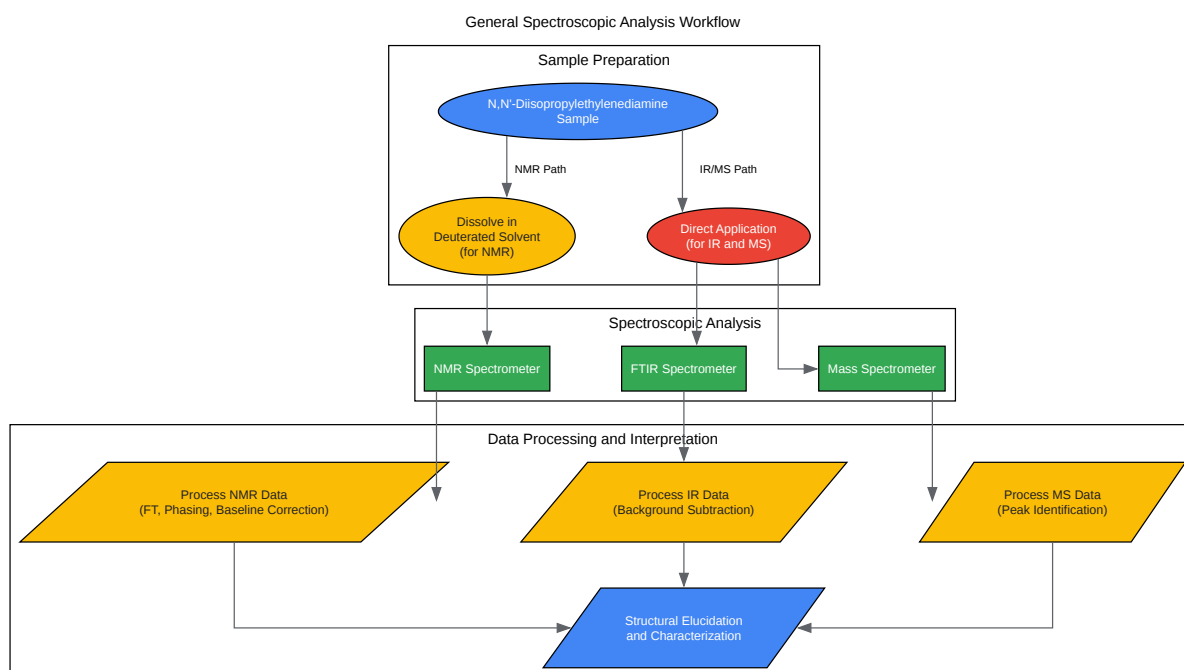 General Spectroscopic Analysis Workflow
Sample Preparation
N,N'-Diisopropylethylenediamine
Sample
NMR Path
IR/MS Path
Dissolve in
Deuterated Solvent
(for NMR)
Direct Application
(for IR and MS)
Spectroscopic Analysis
NMR Spectrometer
FTIR Spectrometer
Mass Spectrometer
Data Processing and Interpretation
Process NMR Data
(FT, Phasing, Baseline Correction)
Process IR Data
(Background Subtraction)
Process MS Data
(Peak Identification)
Structural Elucidation
and Characterization